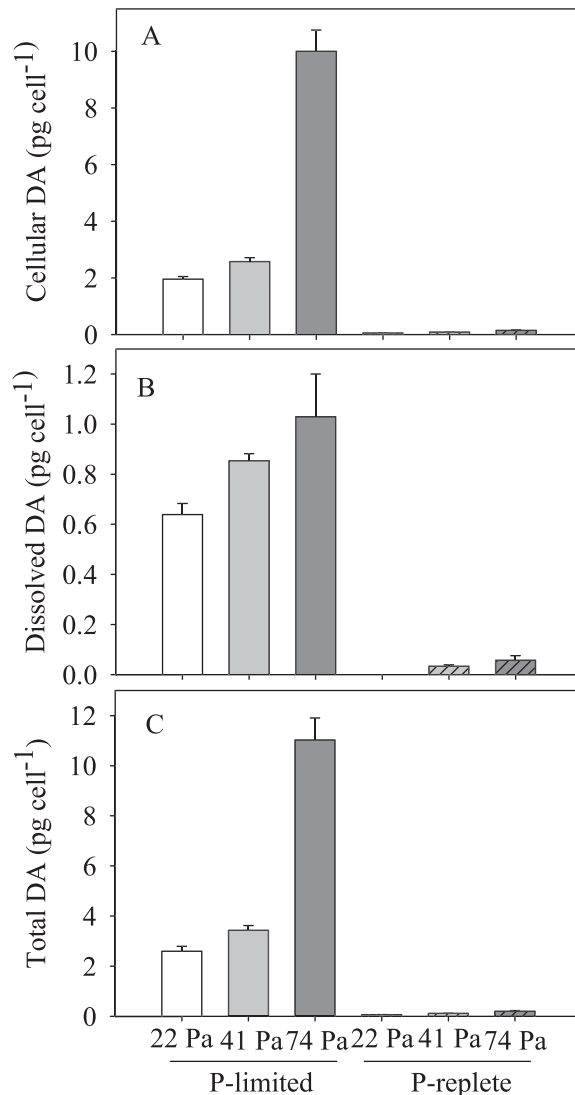 A
Cellular DA (pg cell-1)
10
8
6
4
2
0
B
Dissolved DA (pg cell-1)
1.2
1.0
0.8
0.6
0.4
0.2
0.0
C
Total DA (pg cell-1)
12
10
8
6
4
2
0
22 Pa 41 Pa 74 Pa 22 Pa 41 Pa 74 Pa
P-limited P-replete